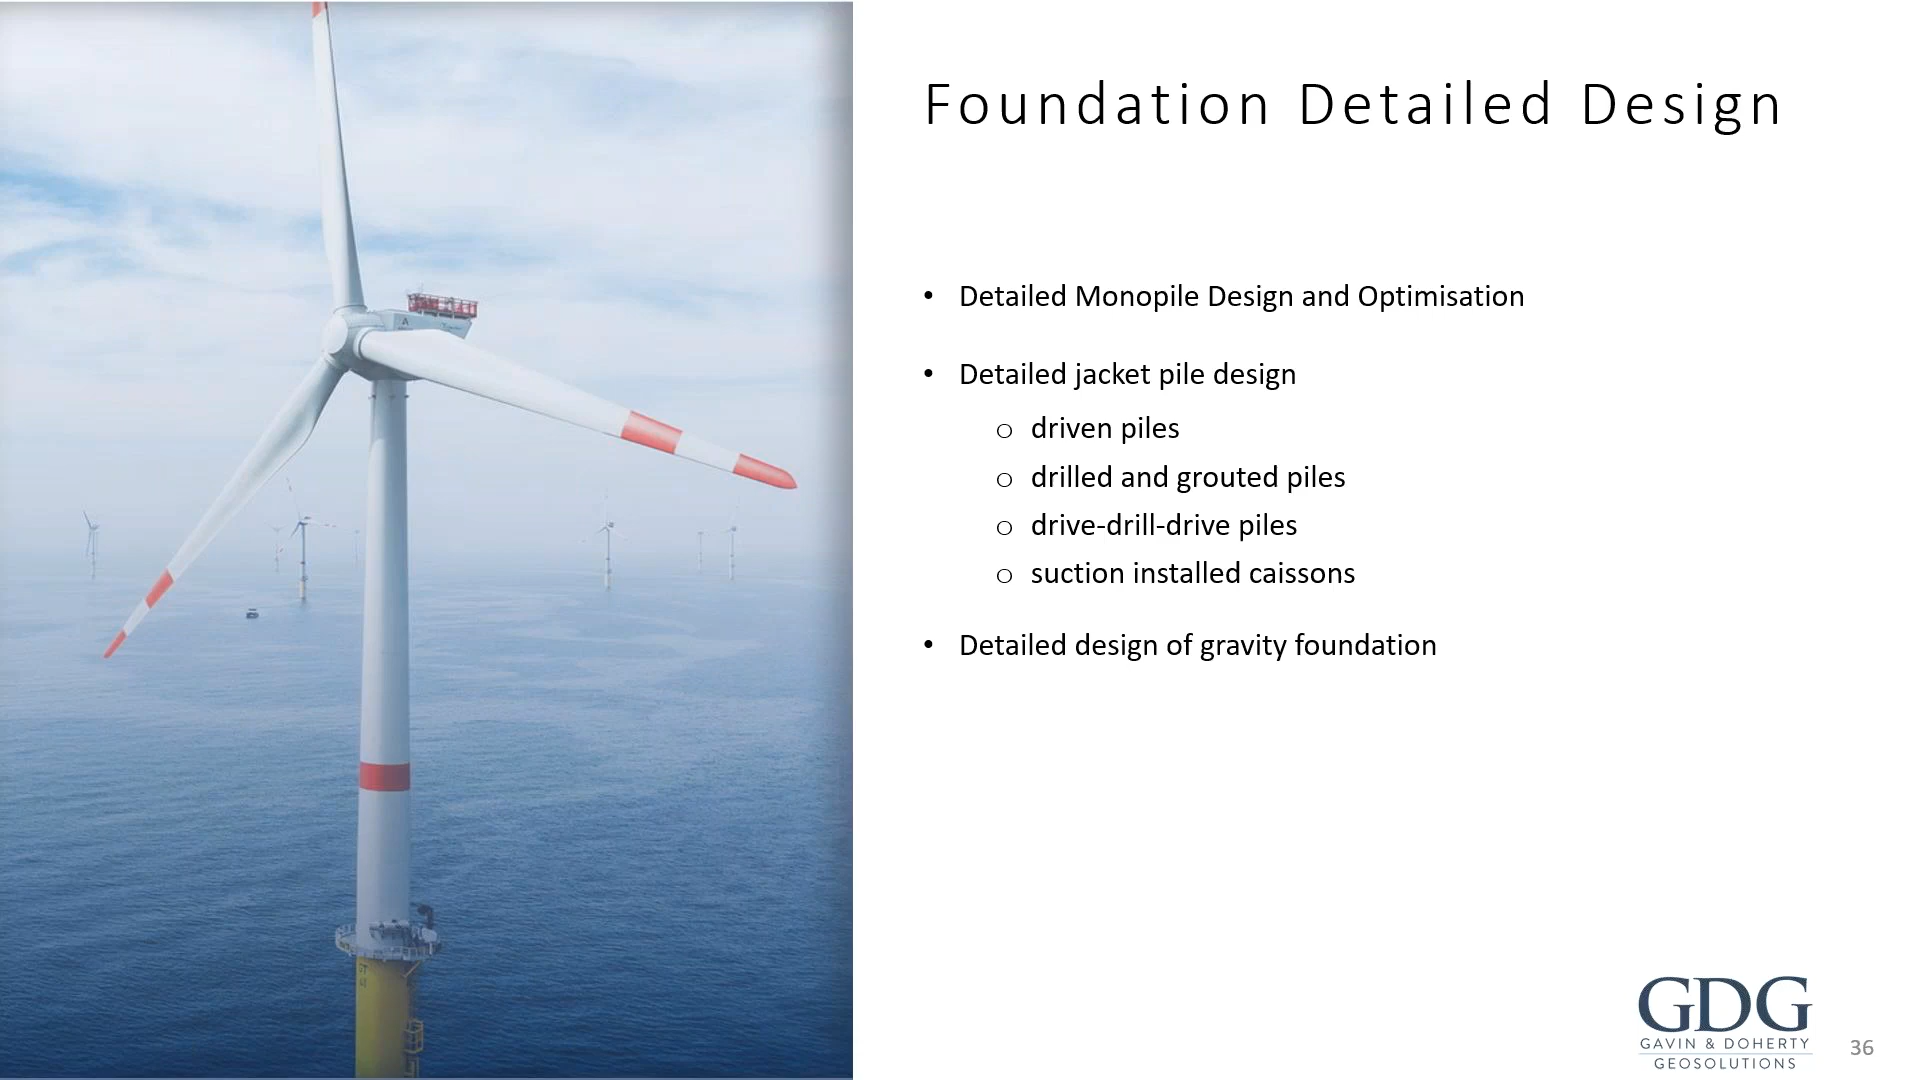 Foundation Detailed Design
• Detailed Monopile Design and Optimisation
• Detailed jacket pile design
o driven piles
o drilled and grouted piles
o drive-drill-drive piles
o suction installed caissons
• Detailed design of gravity foundation
GDG
GAVIN & DOHERTY
GEOSOLUTIONS
36